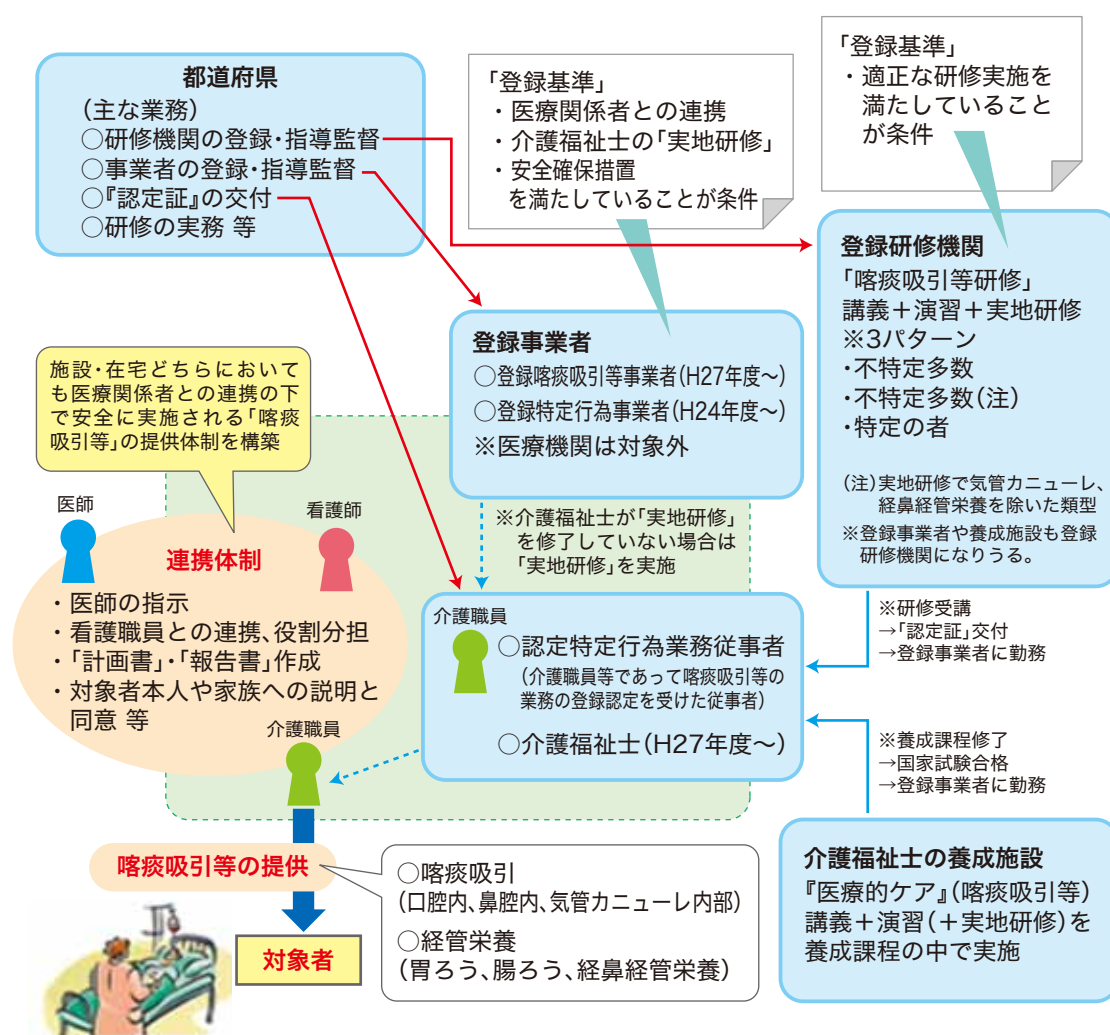 都道府県
(主な業務)
○研修機関の登録・指導監督
○事業者の登録・指導監督
○『認定証』の交付
○研修の実務 等
「登録基準」
・医療関係者との連携
・介護福祉士の「実地研修」
・安全確保措置
を満たしていることが条件
「登録基準」
・適正な研修実施を
満たしていること
が条件
登録研修機関
「喀痰吸引等研修」
講義＋演習＋実地研修
※3パターン
・不特定多数
・不特定多数(注)
・特定の者
(注)実地研修で気管カニューレ、
経鼻経管栄養を除いた類型
※登録事業者や養成施設も登録
研修機関になりうる。
登録事業者
○登録喀痰吸引等事業者(H27年度〜)
○登録特定行為事業者(H24年度〜)
※医療機関は対象外
施設・在宅どちらにおいて
も医療関係者との連携の下
で安全に実施される「喀痰
吸引等」の提供体制を構築
※介護福祉士が「実地研修」
を修了していない場合は
「実地研修」を実施
医師
看護師
連携体制
・医師の指示
・看護職員との連携、役割分担
・「計画書」・「報告書」作成
・対象者本人や家族への説明と
同意 等
介護職員
介護職員
○認定特定行為業務従事者
(介護職員等であって喀痰吸引等の
業務の登録認定を受けた従事者)
○介護福祉士(H27年度〜)
※研修受講
→「認定証」交付
→登録事業者に勤務
※養成課程修了
→国家試験合格
→登録事業者に勤務
介護福祉士の養成施設
『医療的ケア』(喀痰吸引等)
講義＋演習(＋実地研修)を
養成課程の中で実施
喀痰吸引等の提供
○喀痰吸引
(口腔内、鼻腔内、気管カニューレ内部)
○経管栄養
(胃ろう、腸ろう、経鼻経管栄養)
対象者